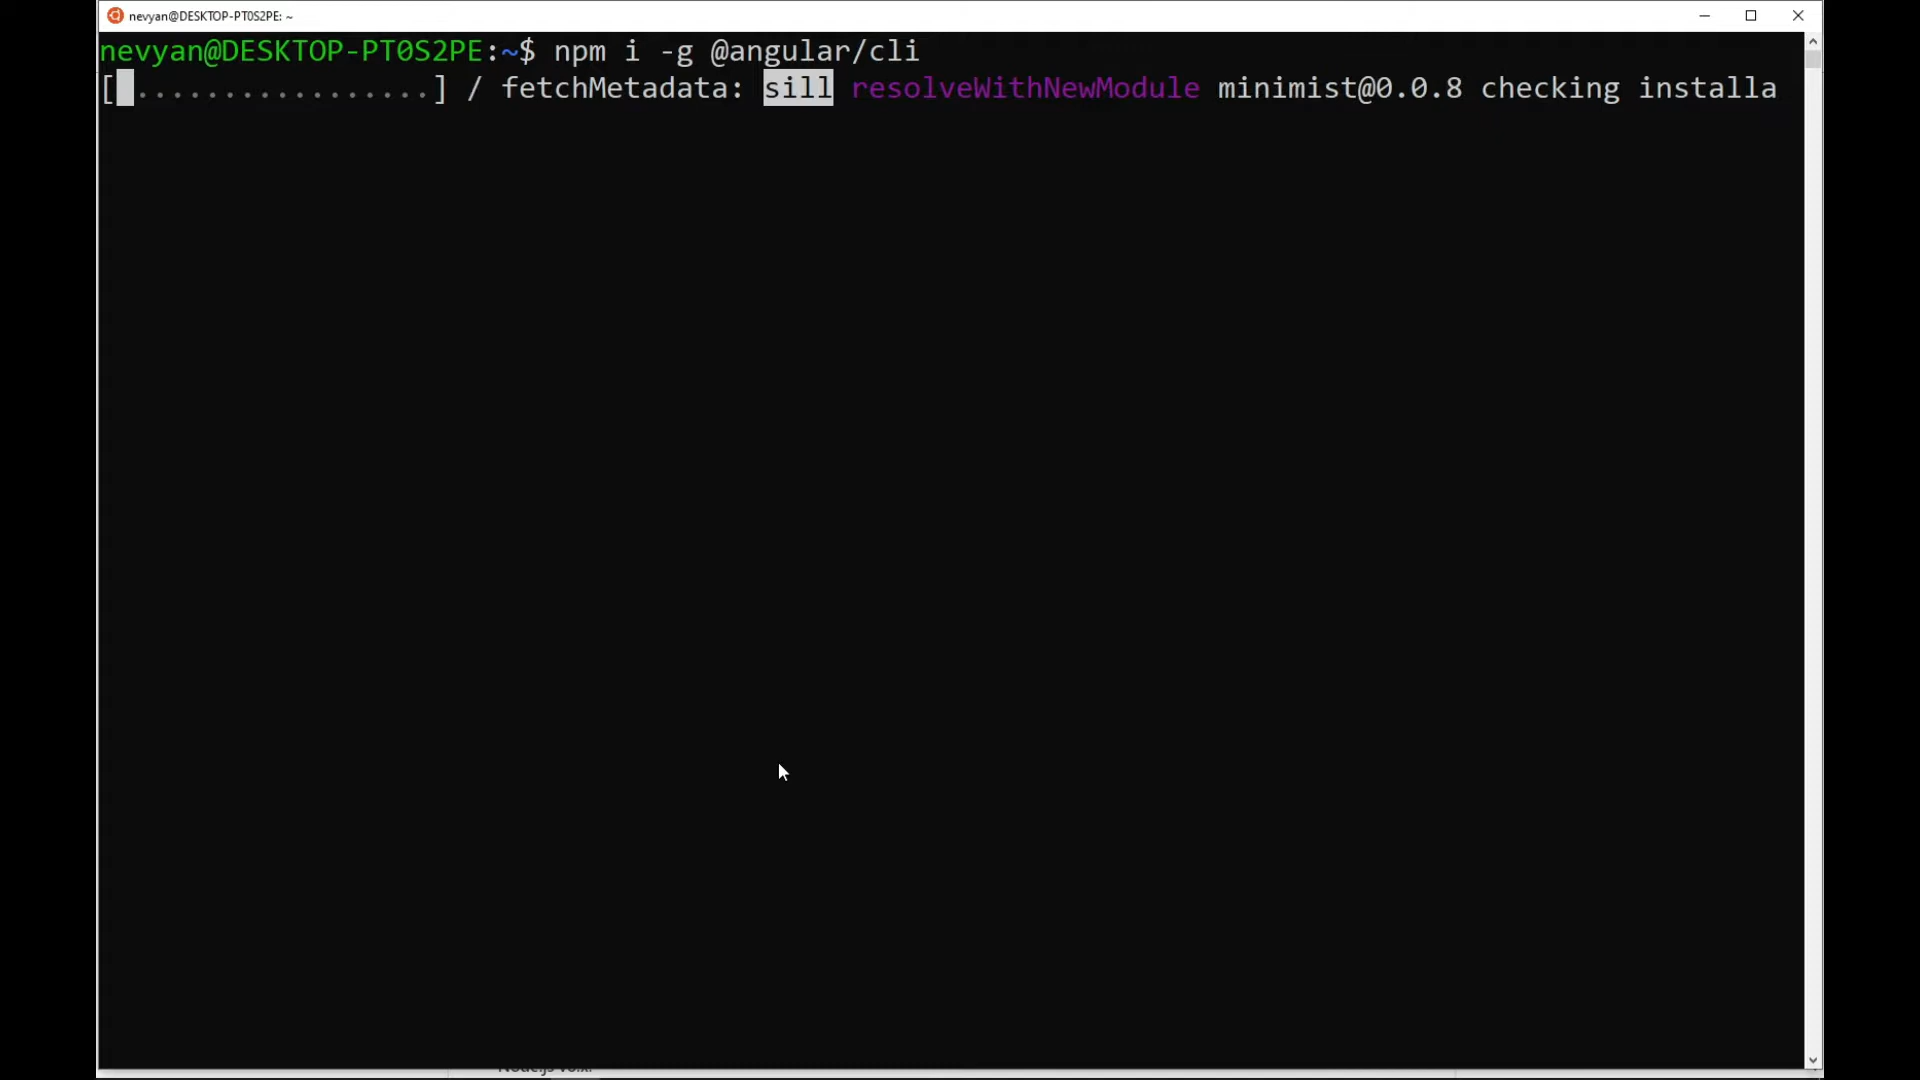 nevyan@DESKTOP-PT0S2PE: ~
nevyan@DESKTOP-PT0S2PE:~$ npm i -g @angular/cli
[ ................] / fetchMetadata: sill resolveWithNewModule minimist@0.0.8 checking installa